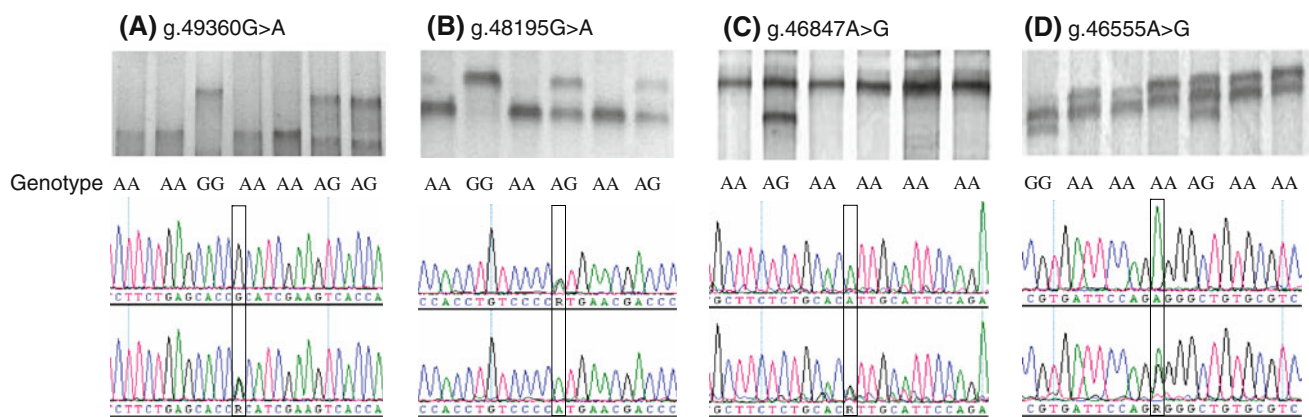 (A) g.49360G>A
(B) g.48195G>A
(C) g.46847A>G
(D) g.46555A>G
Genotype AA AA GG AA AA AG AG
AA GG AA AG AA AG
AA AG AA AA AA AA
GG AA AA AA AG AA AA
CTTCTGAGCACCGCATCGAAGTCACCA
CCACCTGTCCCCRTGAACGACCC
GCTTCTCTGCACATTGCATTCCAGA
CGTGATTCCAGAGGGCTGTGCGTC
CTTCTGAGCACCRCATCGAAGTCACCA
CCACCTGTCCCCATGAACGACCC
GCTTCTCTGCACRTTGCATTCCAGA
CGTGATTCCAGRGGGCTGTGCGTC